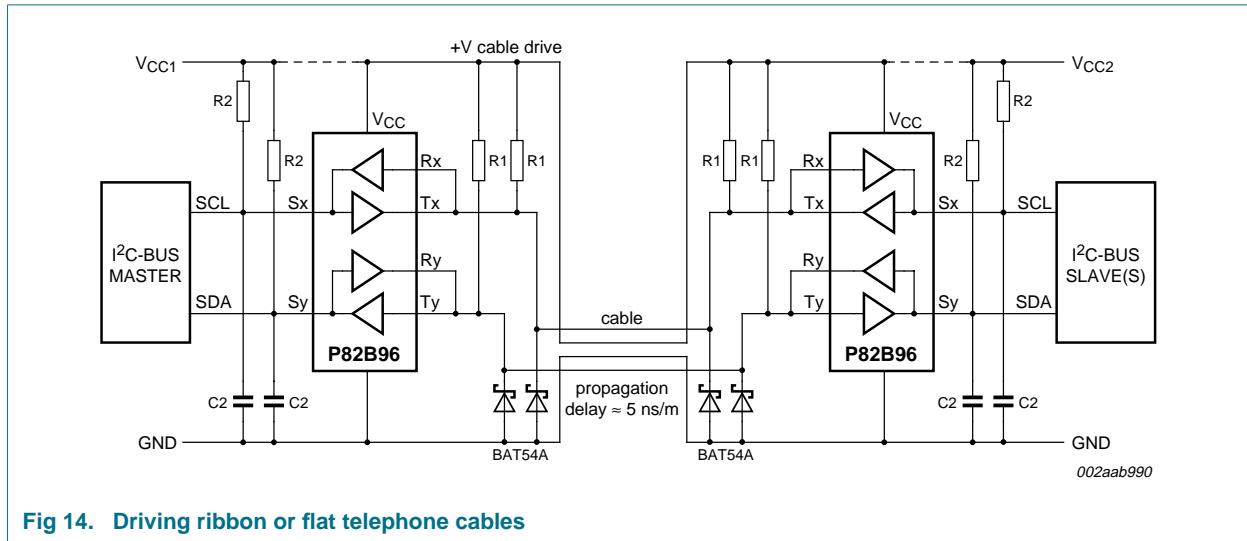 +V cable drive
VCC1
VCC2
R2
R2
VCC
Rx
R1
R1
Tx
SCL
Sx
Ry
SDA
Sy
Ty
I2C-BUS
MASTER
P82B96
C2
C2
GND
BAT54A
cable
propagation
delay ≈ 5 ns/m
R1
R1
VCC
Rx
Tx
Sx
SCL
Ry
Ty
Sy
SDA
R2
R2
P82B96
I2C-BUS
SLAVE(S)
C2
C2
BAT54A
GND
002aab990
Fig 14. Driving ribbon or flat telephone cables